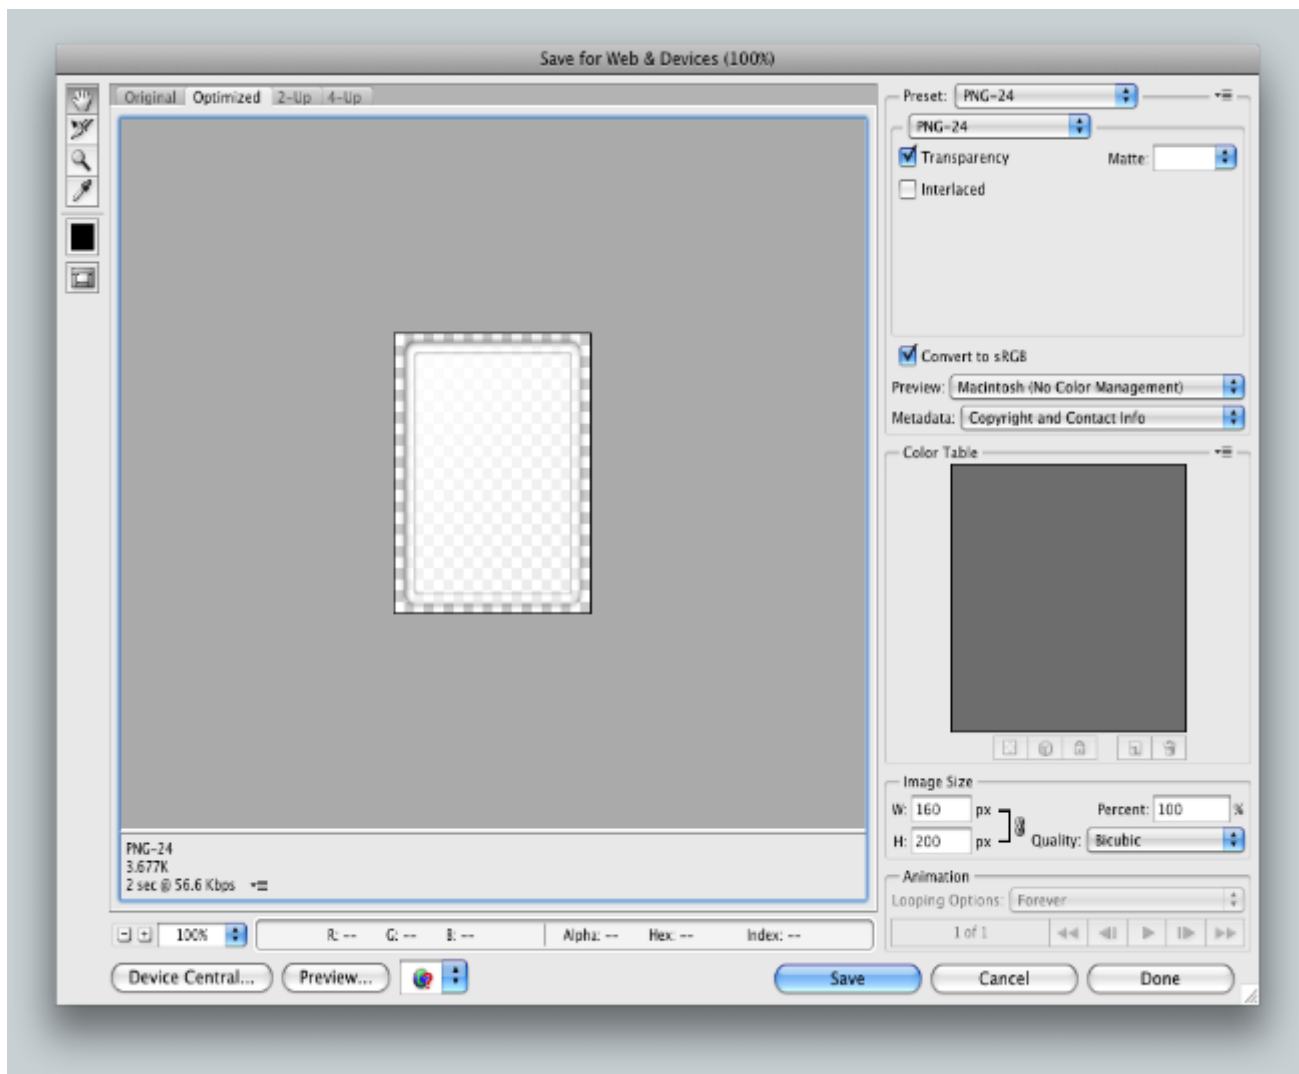 Save for Web & Devices (100%)
Original Optimized 2-Up 4-Up
Preset: PNG-24
PNG-24
Transparency Matte:
Interlaced
Convert to sRGB
Preview: Macintosh (No Color Management)
Metadata: Copyright and Contact Info
Color Table
Image Size
W: 160 px Percent: 100 %
H: 200 px Quality: Bicubic
PNG-24
3.677K
2 sec @ 56.6 Kbps
Animation
Looping Options: Forever
1 of 1
100% R: -- G: -- B: -- Alpha: -- Hex: -- Index: --
Device Central... Preview... Save Cancel Done